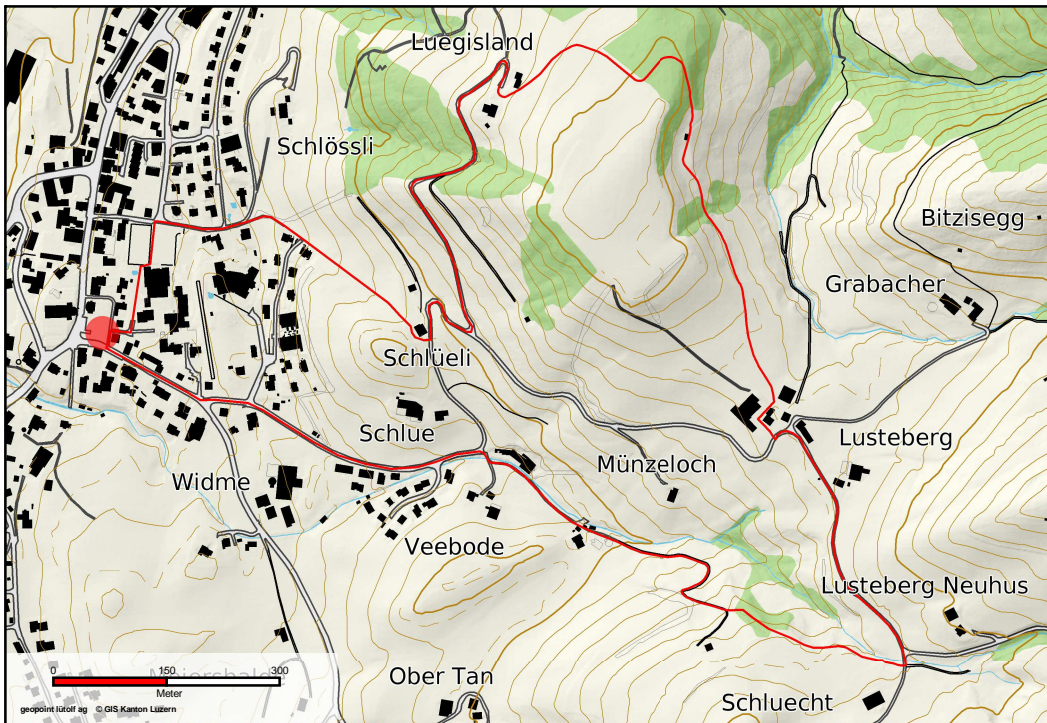 Luegisland
Schlössli
Bitzisegg
Grabacher
Schlüeli
Schlue
Lusteberg
Münzeloch
Widme
Veebode
Lusteberg Neuhus
Ober Tan
Schluecht
0 150 300
Meter
geopoint lütolf ag © GIS Kanton Luzern